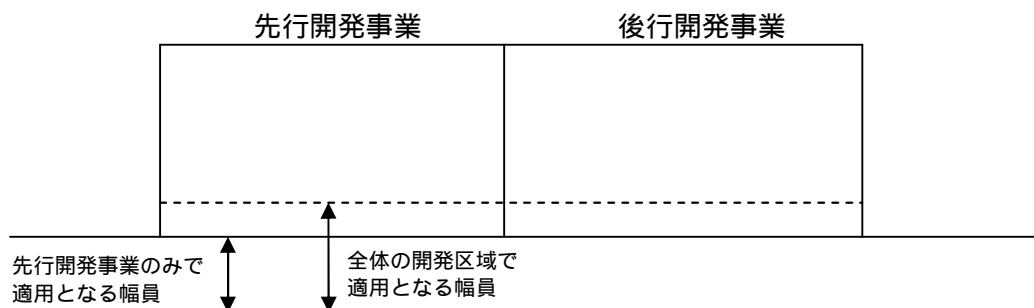 先行開発事業
後行開発事業
先行開発事業のみで
適用となる幅員
全体の開発区域で
適用となる幅員